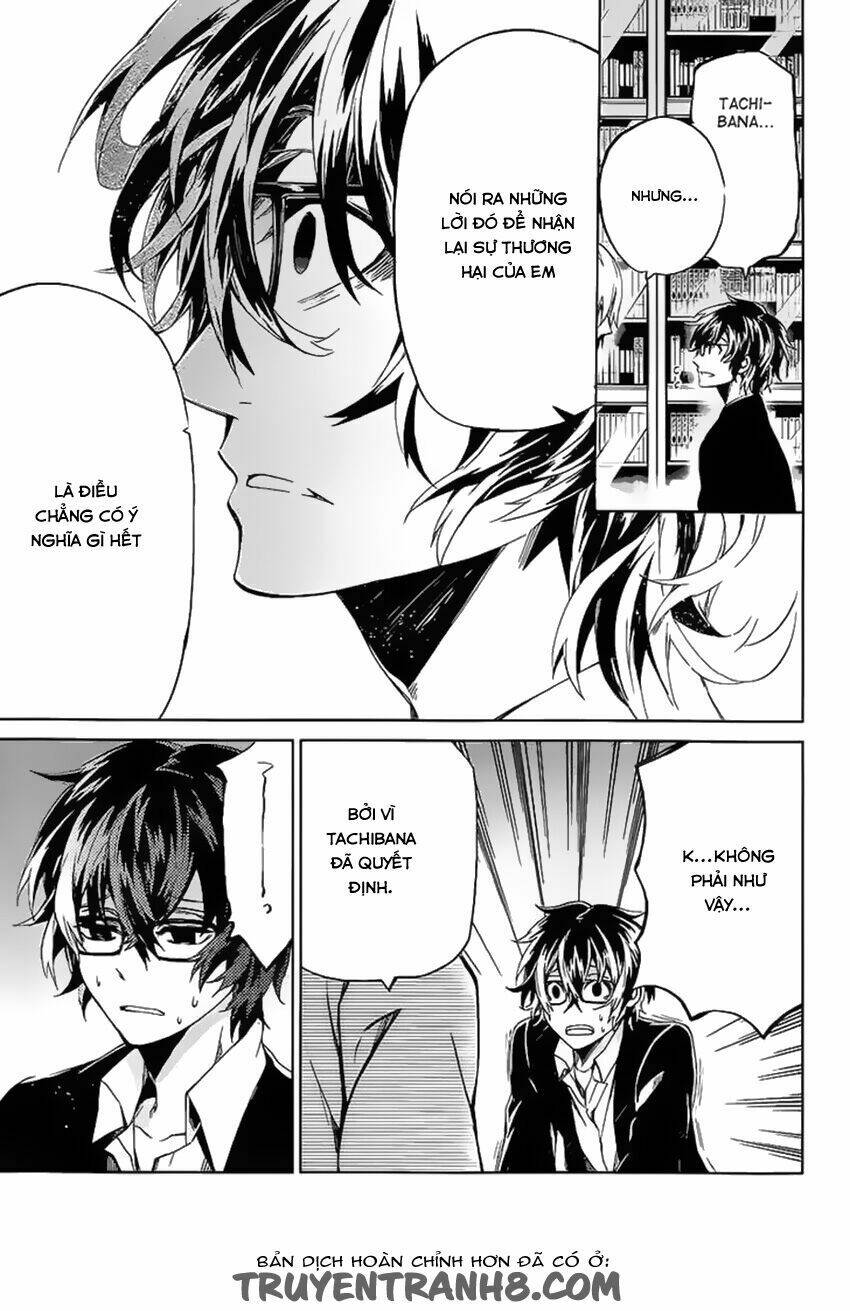 TACHI-
BANA...
NHƯNG...
NÓI RA NHỮNG
LỜI ĐÓ ĐỂ NHẬN
LẠI SỰ THƯƠNG
HẠI CỦA EM
LÀ ĐIỀU
CHẲNG CÓ Ý
NGHĨA GÌ HẾT
K...KHÔNG
PHẢI NHƯ
VẬY...
BỞI VÌ
TACHIBANA
ĐÃ QUYẾT
ĐỊNH.
BẢN DỊCH HOÀN CHỈNH HƠN ĐÃ CÓ Ở:
TRUYENTRANH8.COM